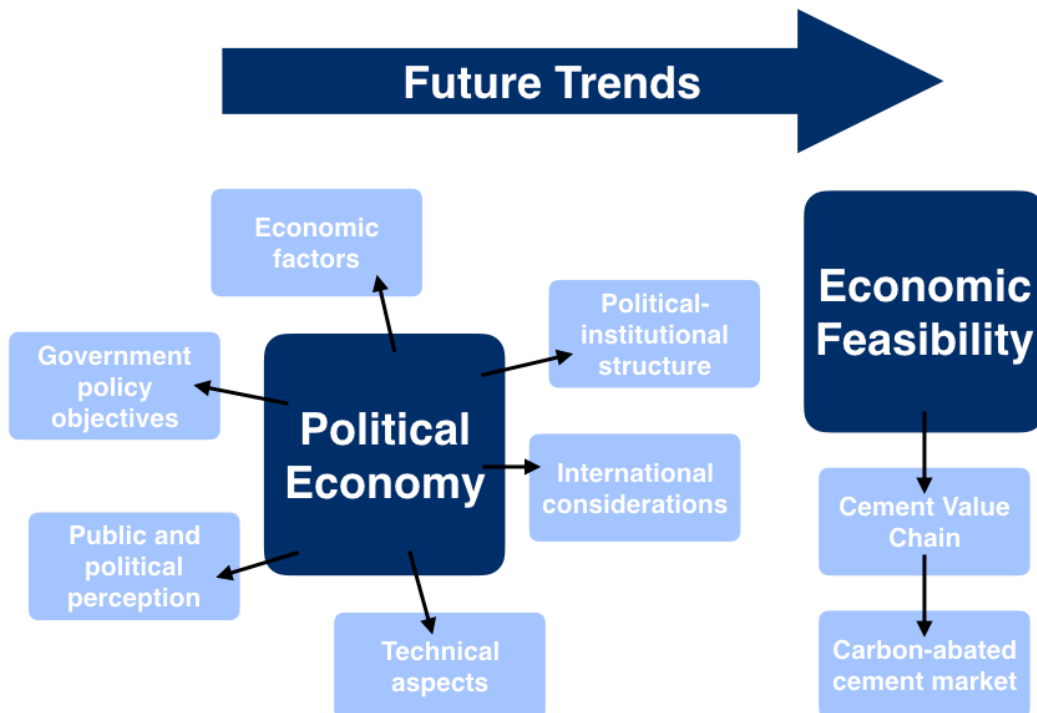 Future Trends
Economic
factors
Political-
institutional
structure
Government
policy
objectives
Political
Economy
International
considerations
Public and
political
perception
Technical
aspects
Economic
Feasibility
Cement Value
Chain
Carbon-abated
cement market